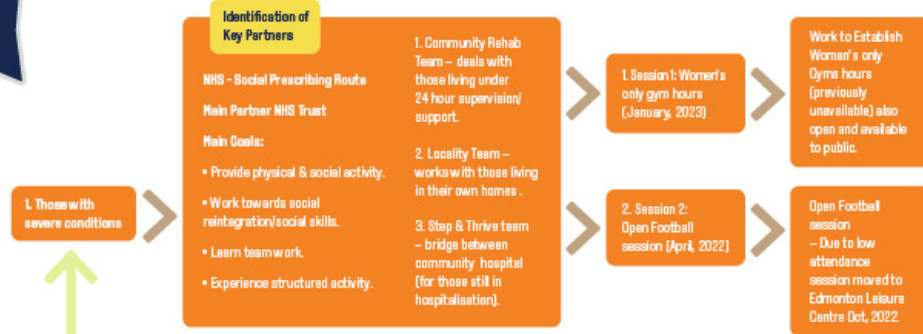 Identification of
Key Partners
NHS - Social Prescribing Route
Main Partner NHS Trust
Main Goals:
• Provide physical & social activity.
• Work towards social
reintegration/social skills.
• Learn teamwork.
• Experience structured activity.
1. Community Rehab
Team – deals with
those living under
24 hour supervision/
support.
2. Locality Team –
works with those living
in their own homes .
3. Step & Thrive team
– bridge between
community hospital
(for those still in
hospitalisation).
1. Those with
severe conditions
1. Session 1: Women's
only gym hours
(January, 2023)
Work to Establish
Women's only
Gyms hours
(previously
unavailable) also
open and available
to public.
2. Session 2:
Open Football
session (April, 2022)
Open Football
session
– Due to low
attendance
session moved to
Edmonton Leisure
Centre Oct, 2022.